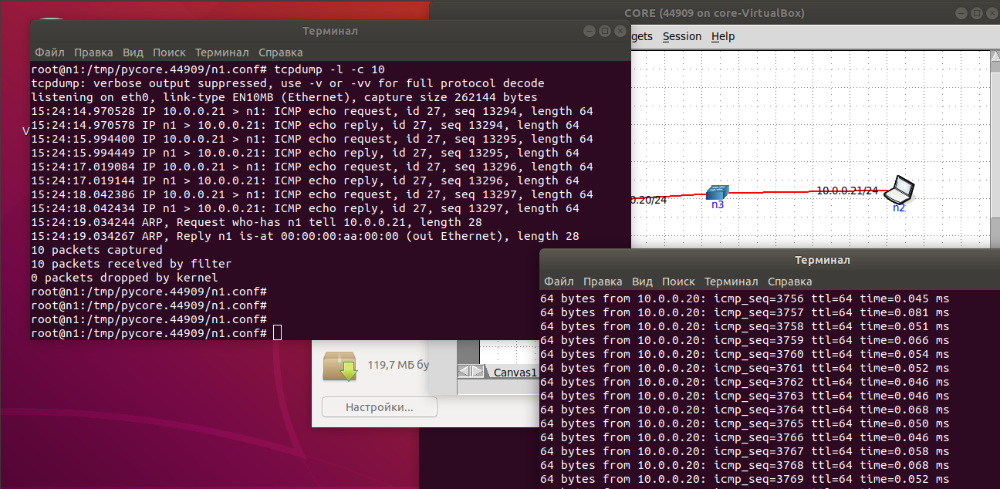 CORE (44909 on core-VirtualBox)
gets Session Help
Терминал
Файл Правка Вид Поиск Терминал Справка
root@n1:/tmp/pycore.44909/n1.conf# tcpdump -l -c 10
tcpdump: verbose output suppressed, use -v or -vv for full protocol decode
listening on eth0, link-type EN10MB (Ethernet), capture size 262144 bytes
15:24:14.970528 IP 10.0.0.21 > n1: ICMP echo request, id 27, seq 13294, length 64
15:24:14.970578 IP n1 > 10.0.0.21: ICMP echo reply, id 27, seq 13294, length 64
15:24:15.994400 IP 10.0.0.21 > n1: ICMP echo request, id 27, seq 13295, length 64
15:24:15.994449 IP n1 > 10.0.0.21: ICMP echo reply, id 27, seq 13295, length 64
15:24:17.019084 IP 10.0.0.21 > n1: ICMP echo request, id 27, seq 13296, length 64
15:24:17.019144 IP n1 > 10.0.0.21: ICMP echo reply, id 27, seq 13296, length 64
15:24:18.042386 IP 10.0.0.21 > n1: ICMP echo request, id 27, seq 13297, length 64
15:24:18.042434 IP n1 > 10.0.0.21: ICMP echo reply, id 27, seq 13297, length 64
15:24:19.034244 ARP, Request who-has n1 tell 10.0.0.21, length 28
15:24:19.034267 ARP, Reply n1 is-at 00:00:00:aa:00:00 (oui Ethernet), length 28
10 packets captured
10 packets received by filter
0 packets dropped by kernel
root@n1:/tmp/pycore.44909/n1.conf#
root@n1:/tmp/pycore.44909/n1.conf#
root@n1:/tmp/pycore.44909/n1.conf#
root@n1:/tmp/pycore.44909/n1.conf#
V
0.20/24
n3
10.0.0.21/24
n2
119,7 МБ бу
Настройки...
Canvas1
Терминал
Файл Правка Вид Поиск Терминал Справка
64 bytes from 10.0.0.20: icmp_seq=3756 ttl=64 time=0.045 ms
64 bytes from 10.0.0.20: icmp_seq=3757 ttl=64 time=0.081 ms
64 bytes from 10.0.0.20: icmp_seq=3758 ttl=64 time=0.051 ms
64 bytes from 10.0.0.20: icmp_seq=3759 ttl=64 time=0.066 ms
64 bytes from 10.0.0.20: icmp_seq=3760 ttl=64 time=0.054 ms
64 bytes from 10.0.0.20: icmp_seq=3761 ttl=64 time=0.052 ms
64 bytes from 10.0.0.20: icmp_seq=3762 ttl=64 time=0.046 ms
64 bytes from 10.0.0.20: icmp_seq=3763 ttl=64 time=0.046 ms
64 bytes from 10.0.0.20: icmp_seq=3764 ttl=64 time=0.068 ms
64 bytes from 10.0.0.20: icmp_seq=3765 ttl=64 time=0.050 ms
64 bytes from 10.0.0.20: icmp_seq=3766 ttl=64 time=0.046 ms
64 bytes from 10.0.0.20: icmp_seq=3767 ttl=64 time=0.058 ms
64 bytes from 10.0.0.20: icmp_seq=3768 ttl=64 time=0.068 ms
64 bytes from 10.0.0.20: icmp_seq=3769 ttl=64 time=0.052 ms